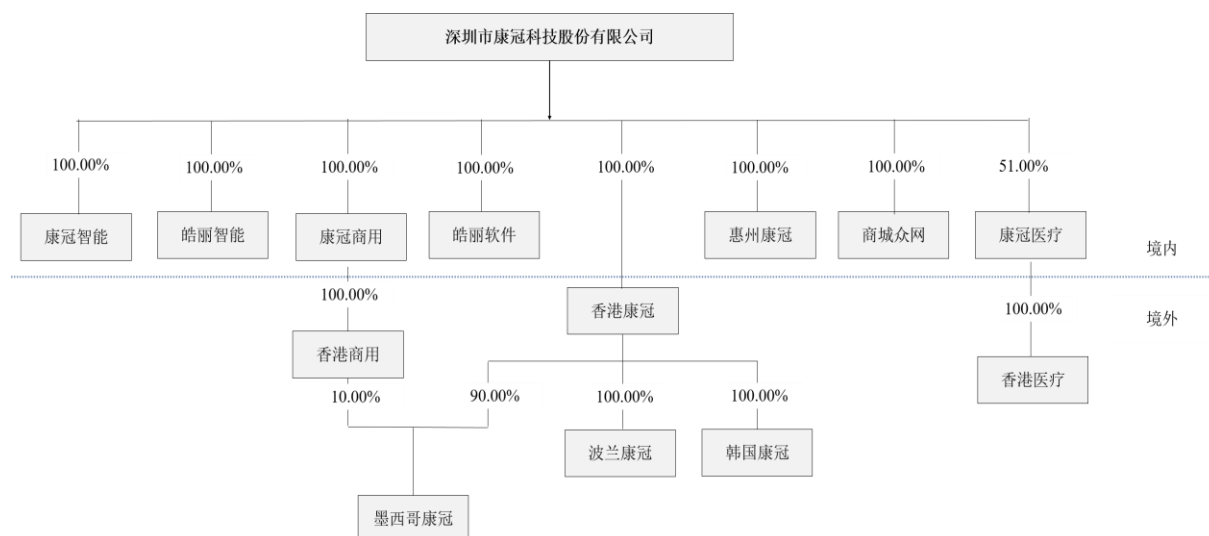 深圳市康冠科技股份有限公司
100.00%
100.00%
100.00%
100.00%
100.00%
100.00%
100.00%
51.00%
康冠智能
皓丽智能
康冠商用
皓丽软件
惠州康冠
商城众网
康冠医疗
境内
100.00%
香港康冠
100.00%
境外
香港商用
香港医疗
10.00%
90.00%
100.00%
100.00%
波兰康冠
韩国康冠
墨西哥康冠